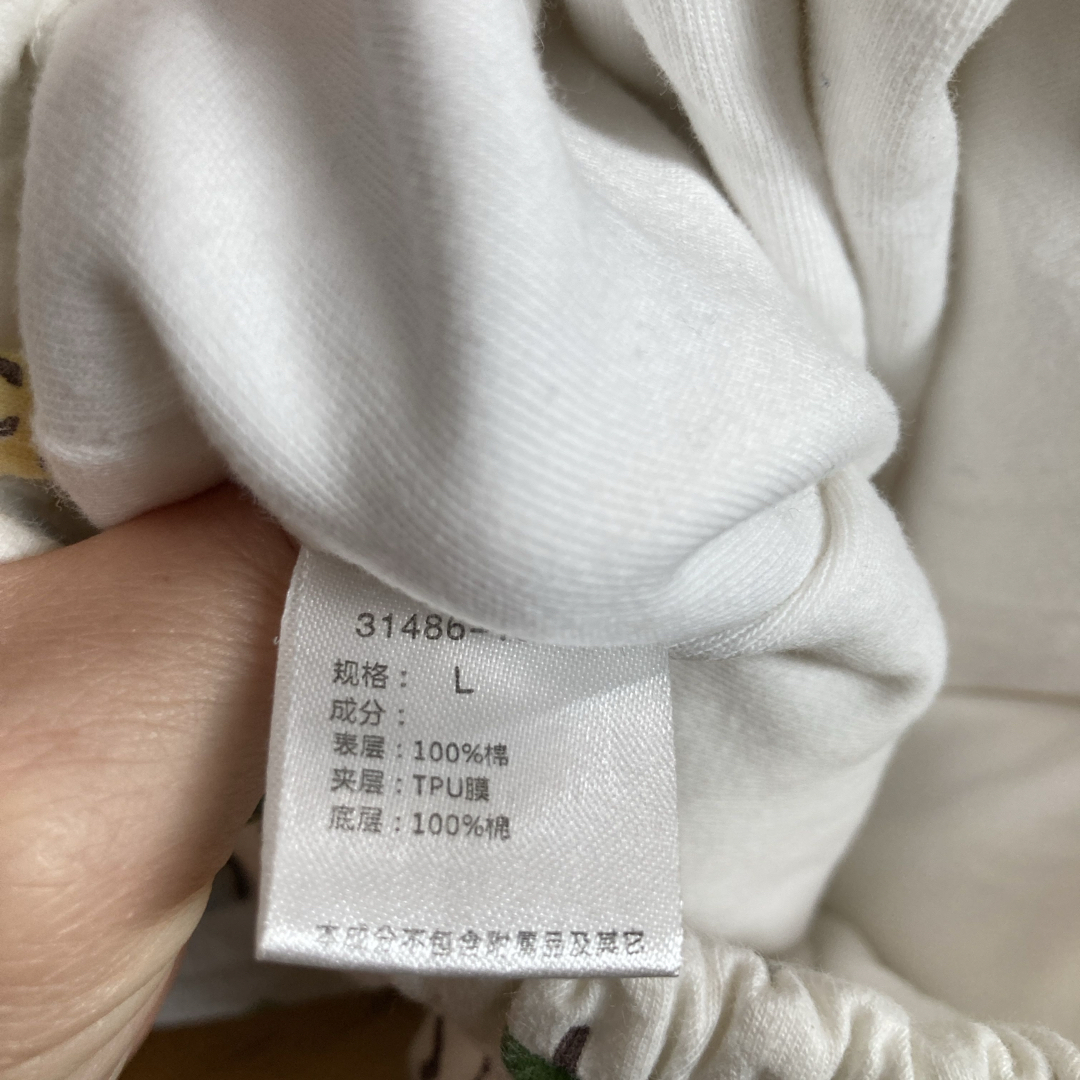 31486-
规格： L
成分：
表层：100%棉
夹层：TPU膜
底层：100%棉
本成分不包含附属品及其它